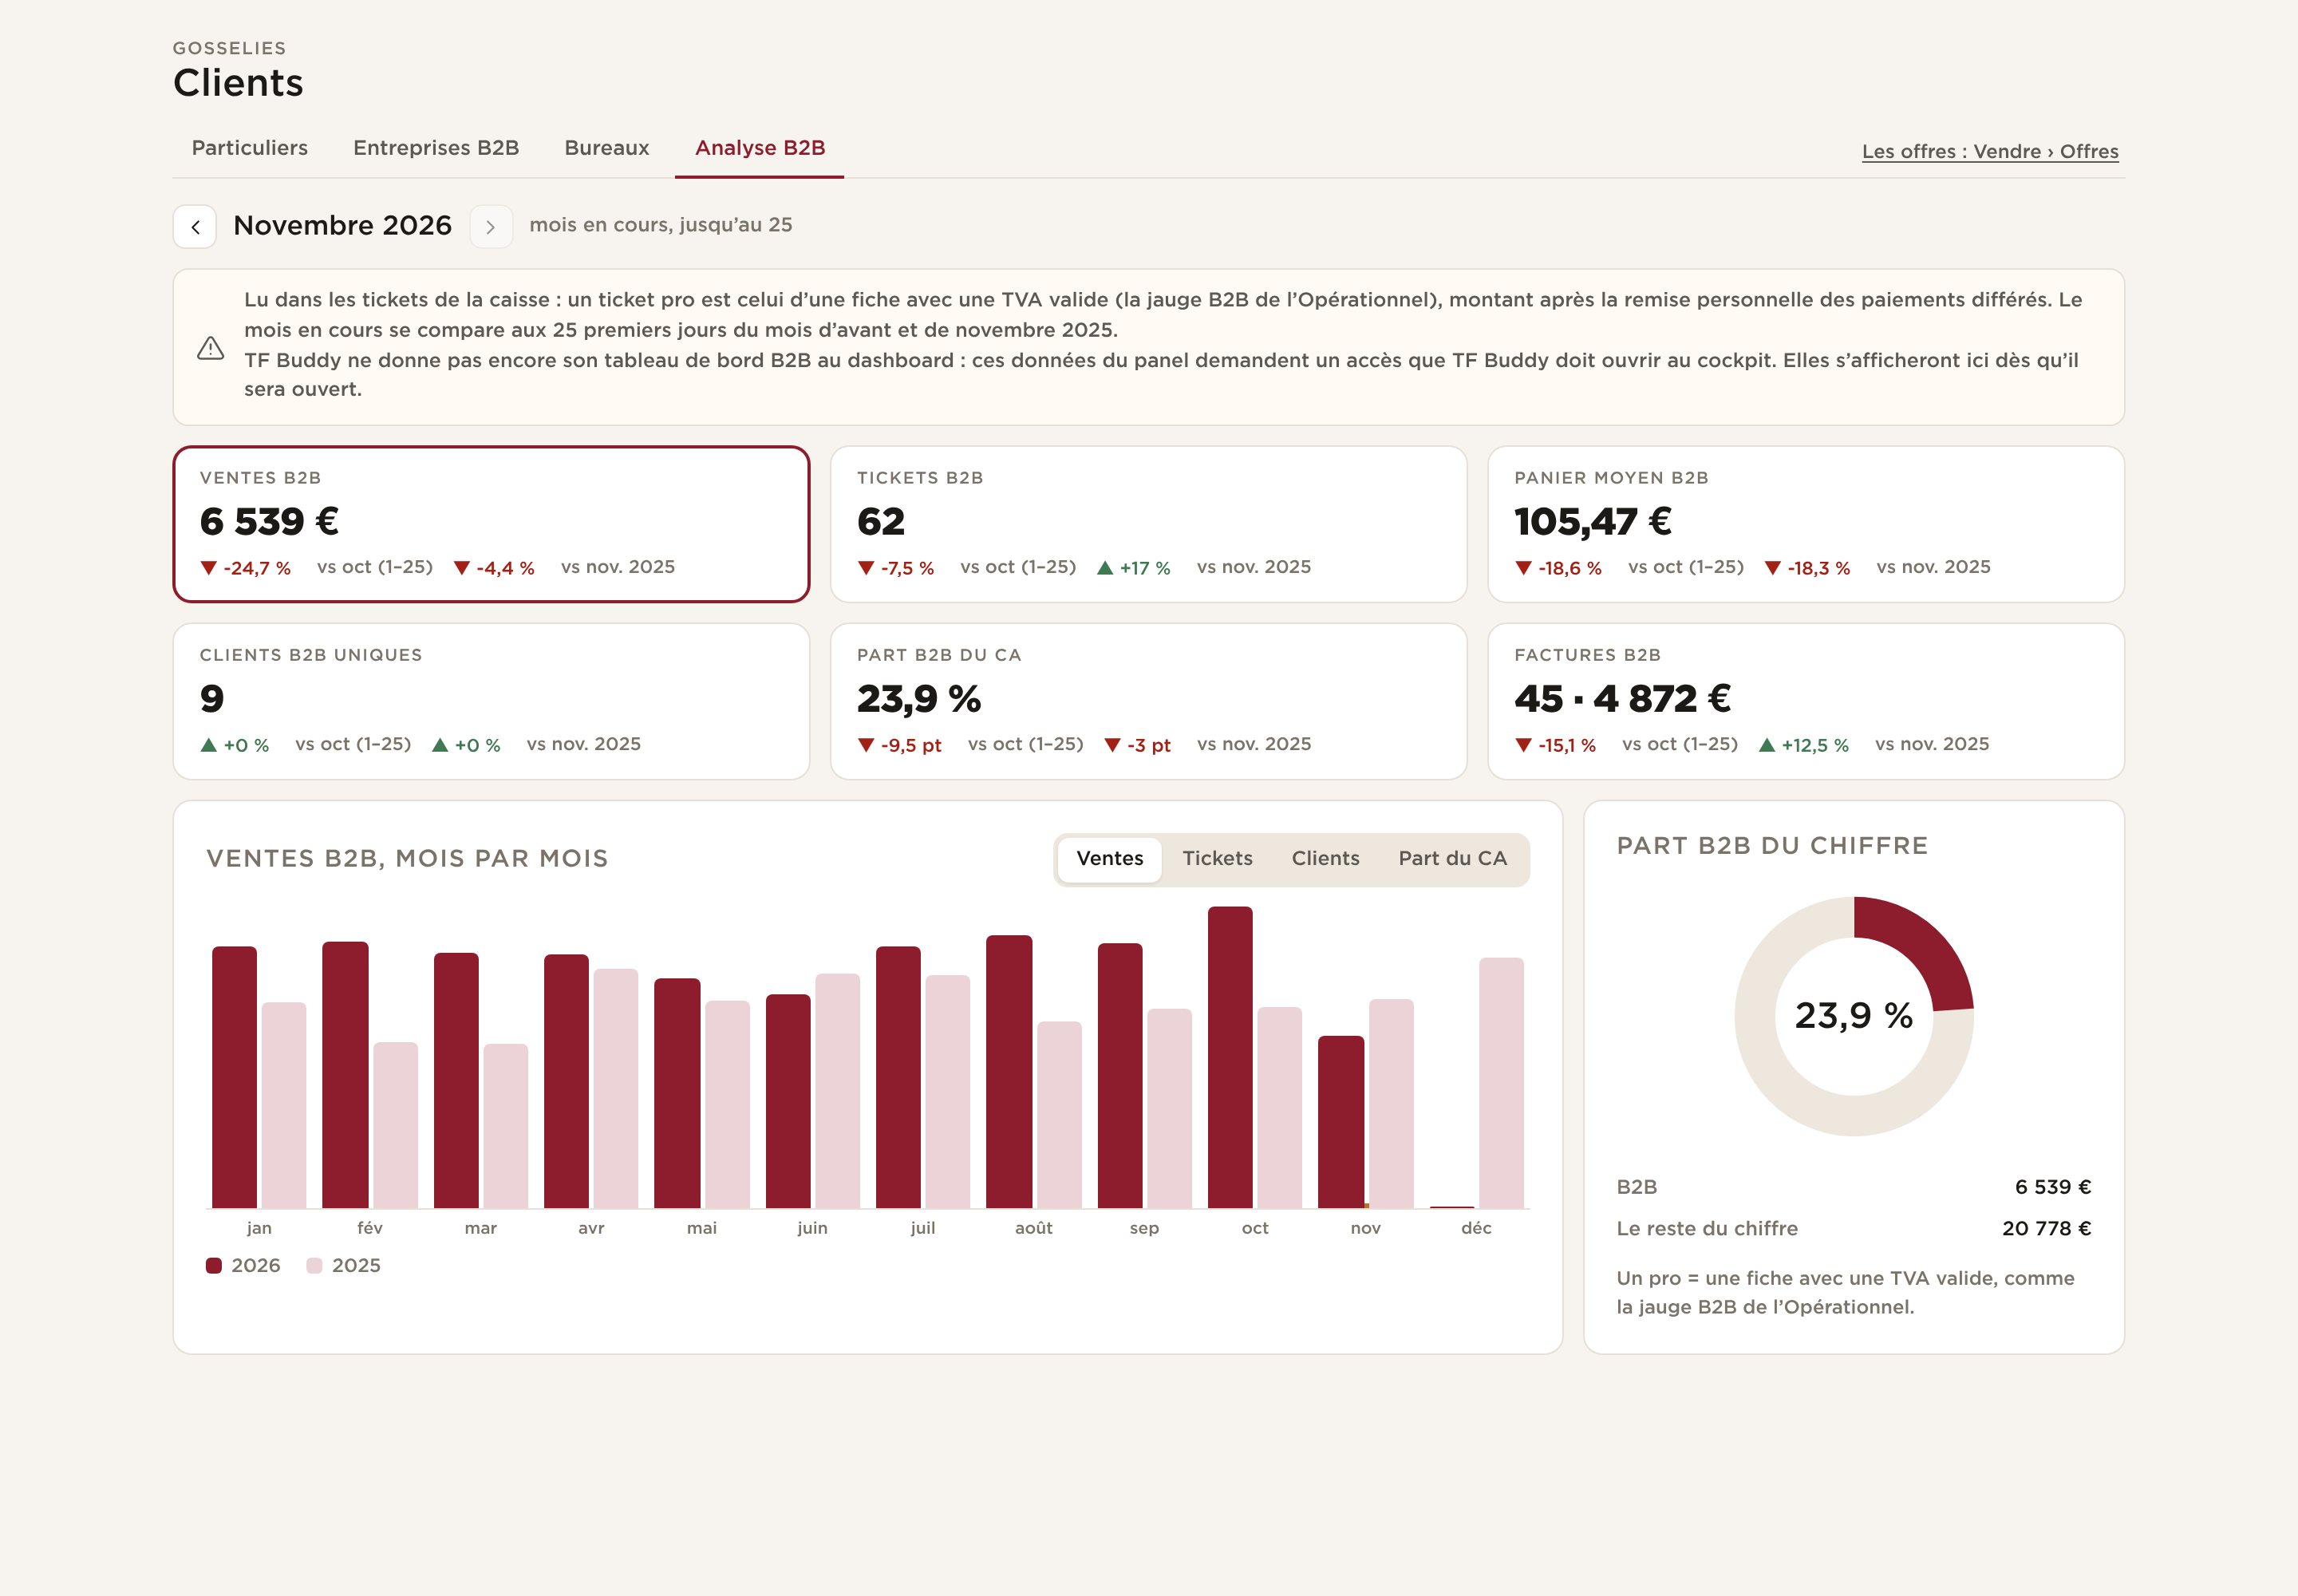 GOSSELIES
Clients
Particuliers
Entreprises B2B
Bureaux
Analyse B2B
Les offres : Vendre › Offres
Novembre 2026
mois en cours, jusqu’au 25
Lu dans les tickets de la caisse : un ticket pro est celui d’une fiche avec une TVA valide (la jauge B2B de l’Opérationnel), montant après la remise personnelle des paiements différés. Le
mois en cours se compare aux 25 premiers jours du mois d’avant et de novembre 2025.
TF Buddy ne donne pas encore son tableau de bord B2B au dashboard : ces données du panel demandent un accès que TF Buddy doit ouvrir au cockpit. Elles s’afficheront ici dès qu’il
sera ouvert.
VENTES B2B
6 539 €
▼ -24,7 % vs oct (1–25) ▼ -4,4 % vs nov. 2025
TICKETS B2B
62
▼ -7,5 % vs oct (1–25) ▲ +17 % vs nov. 2025
PANIER MOYEN B2B
105,47 €
▼ -18,6 % vs oct (1–25) ▼ -18,3 % vs nov. 2025
CLIENTS B2B UNIQUES
9
▲ +0 % vs oct (1–25) ▲ +0 % vs nov. 2025
PART B2B DU CA
23,9 %
▼ -9,5 pt vs oct (1–25) ▼ -3 pt vs nov. 2025
FACTURES B2B
45 · 4 872 €
▼ -15,1 % vs oct (1–25) ▲ +12,5 % vs nov. 2025
VENTES B2B, MOIS PAR MOIS
Ventes Tickets Clients Part du CA
jan fév mar avr mai juin juil août sep oct nov déc
2026 2025
PART B2B DU CHIFFRE
23,9 %
B2B 6 539 €
Le reste du chiffre 20 778 €
Un pro = une fiche avec une TVA valide, comme
la jauge B2B de l’Opérationnel.